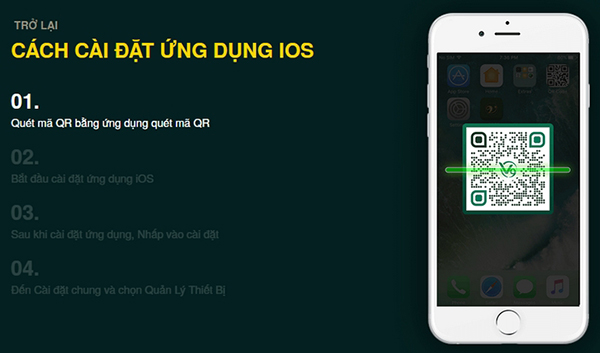 TRỞ LẠI
CÁCH CÀI ĐẶT ỨNG DỤNG IOS
01.
Quét mã QR bằng ứng dụng quét mã QR
02.
Bắt đầu cài đặt ứng dụng iOS
03.
Sau khi cài đặt ứng dụng, Nhấp vào cài đặt
04.
Đến Cài đặt chung và chọn Quản Lý Thiết Bị
V9